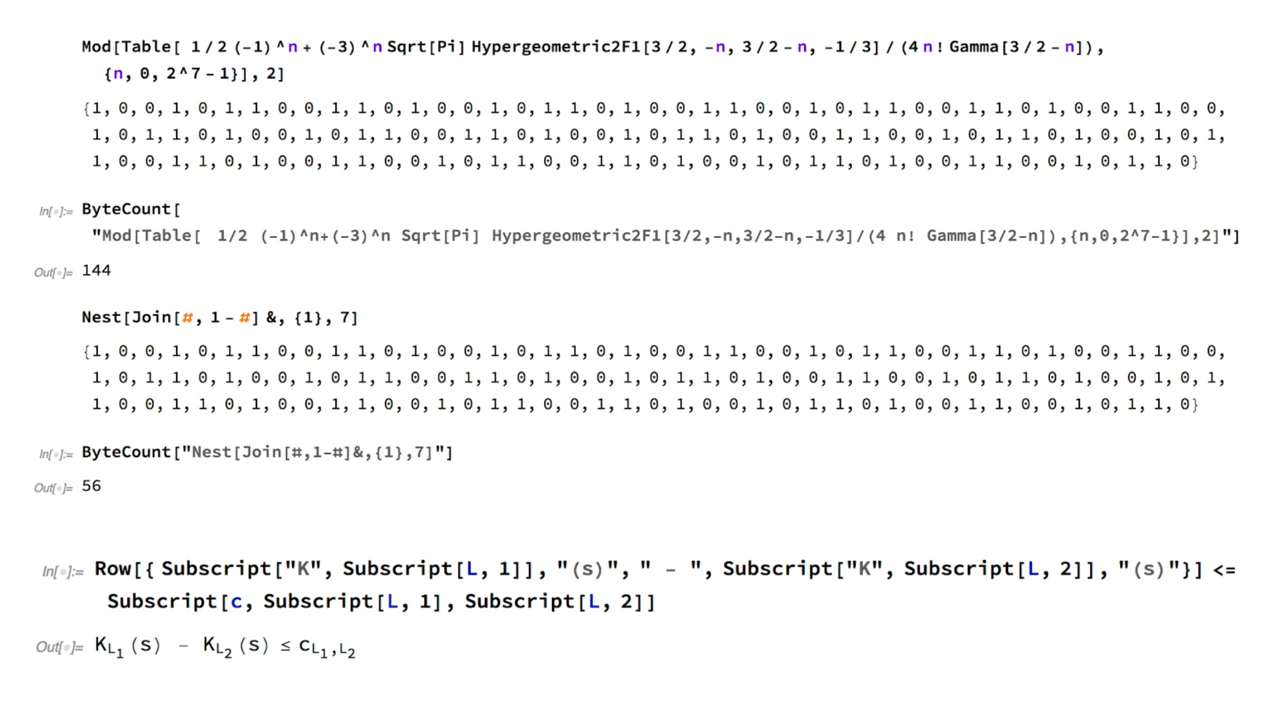 Mod[Table[ 1/2 (-1)^n + (-3)^n Sqrt[Pi] Hypergeometric2F1[3/2, -n, 3/2 - n, -1/3] / (4 n! Gamma[3/2 - n]),
{n, 0, 2^7 - 1}], 2]
{1, 0, 0, 1, 0, 1, 1, 0, 0, 1, 1, 0, 1, 0, 0, 1, 0, 1, 1, 0, 1, 0, 0, 1, 1, 0, 0, 1, 0, 1, 1, 0, 0, 1, 1, 0, 1, 0, 0, 1, 1, 0, 0,
1, 0, 1, 1, 0, 1, 0, 0, 1, 0, 1, 1, 0, 0, 1, 1, 0, 1, 0, 0, 1, 0, 1, 1, 0, 1, 0, 0, 1, 1, 0, 0, 1, 0, 1, 1, 0, 1, 0, 0, 1, 0, 1,
1, 0, 0, 1, 1, 0, 1, 0, 0, 1, 1, 0, 0, 1, 0, 1, 1, 0, 0, 1, 1, 0, 1, 0, 0, 1, 0, 1, 1, 0, 1, 0, 0, 1, 1, 0, 0, 1, 0, 1, 1, 0}
In[◦]:= ByteCount[
"Mod[Table[ 1/2 (-1)^n+(-3)^n Sqrt[Pi] Hypergeometric2F1[3/2,-n,3/2-n,-1/3]/(4 n! Gamma[3/2-n]),{n,0,2^7-1}],2]"]
Out[◦]= 144
Nest[Join[#, 1 - #] &, {1}, 7]
{1, 0, 0, 1, 0, 1, 1, 0, 0, 1, 1, 0, 1, 0, 0, 1, 0, 1, 1, 0, 1, 0, 0, 1, 1, 0, 0, 1, 0, 1, 1, 0, 0, 1, 1, 0, 1, 0, 0, 1, 1, 0, 0,
1, 0, 1, 1, 0, 1, 0, 0, 1, 0, 1, 1, 0, 0, 1, 1, 0, 1, 0, 0, 1, 0, 1, 1, 0, 1, 0, 0, 1, 1, 0, 0, 1, 0, 1, 1, 0, 1, 0, 0, 1, 0, 1,
1, 0, 0, 1, 1, 0, 1, 0, 0, 1, 1, 0, 0, 1, 0, 1, 1, 0, 0, 1, 1, 0, 1, 0, 0, 1, 0, 1, 1, 0, 1, 0, 0, 1, 1, 0, 0, 1, 0, 1, 1, 0}
In[◦]:= ByteCount["Nest[Join[#,1-#]&,{1},7]"]
Out[◦]= 56
In[◦]:= Row[{ Subscript["K", Subscript[L, 1]], "(s)", " - ", Subscript["K", Subscript[L, 2]], "(s)"}] <=
Subscript[c, Subscript[L, 1], Subscript[L, 2]]
Out[◦]= K_L₁ (s) - K_L₂ (s) ≤ c_L₁,L₂